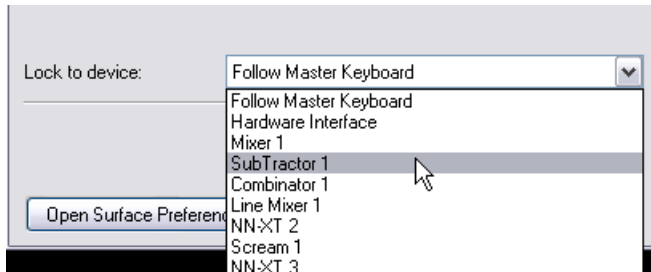 Lock to device:
Follow Master Keyboard
Follow Master Keyboard
Hardware Interface
Mixer 1
SubTractor 1
Combinator 1
Line Mixer 1
Open Surface
NN-XT 2
Scream 1
NN-XT 3